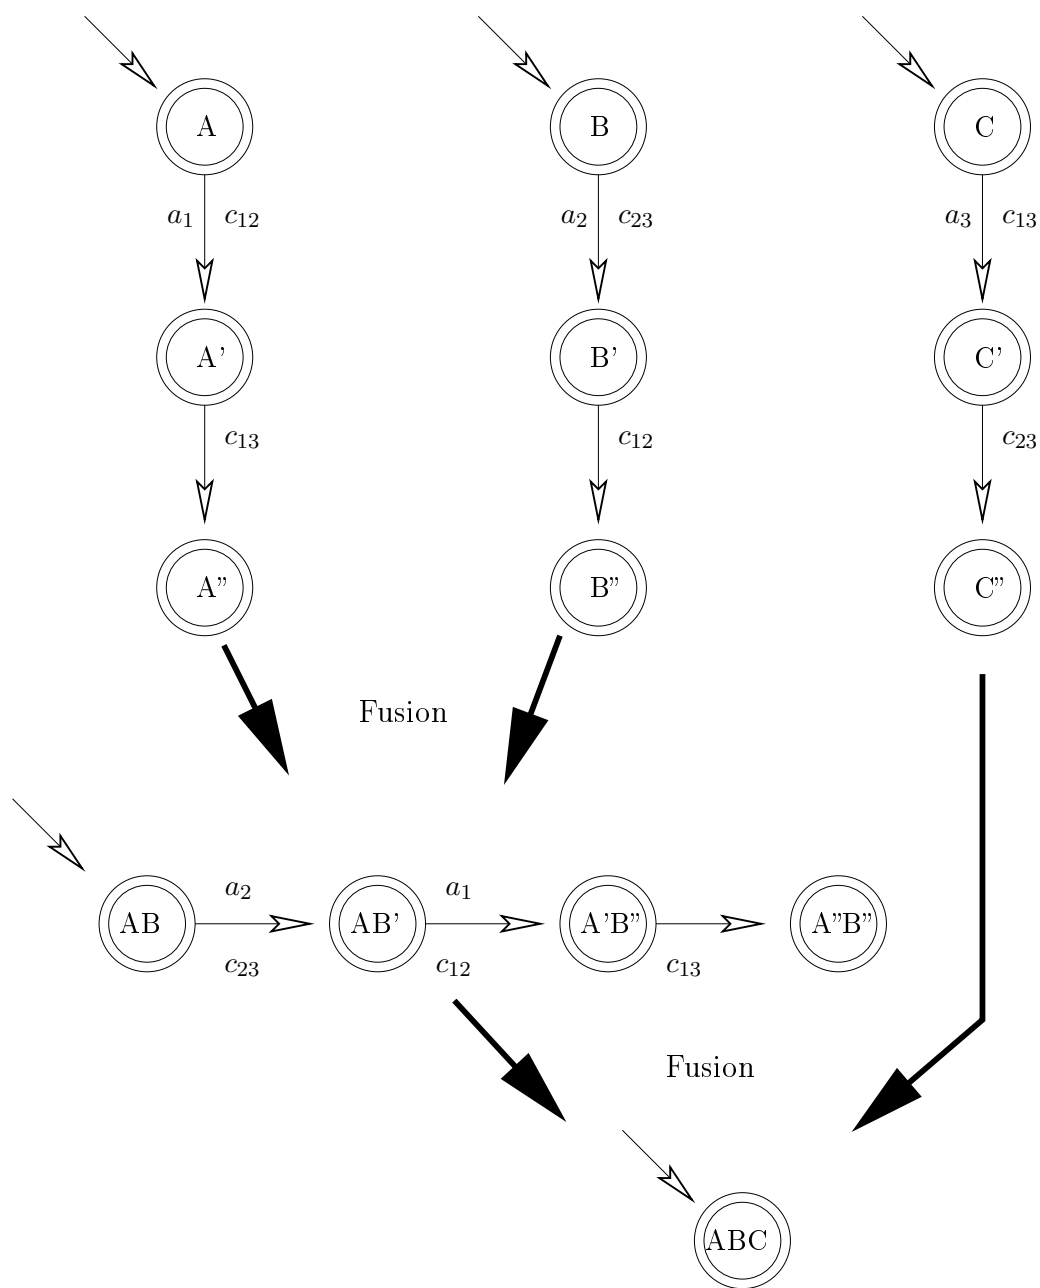 A B C
a₁ c₁₂ a₂ c₂₃ a₃ c₁₃
A' B' C'
c₁₃ c₁₂ c₂₃
A" B" C"
Fusion
a₂ a₁
AB AB' A'B" A"B"
c₂₃ c₁₂ c₁₃
Fusion
ABC